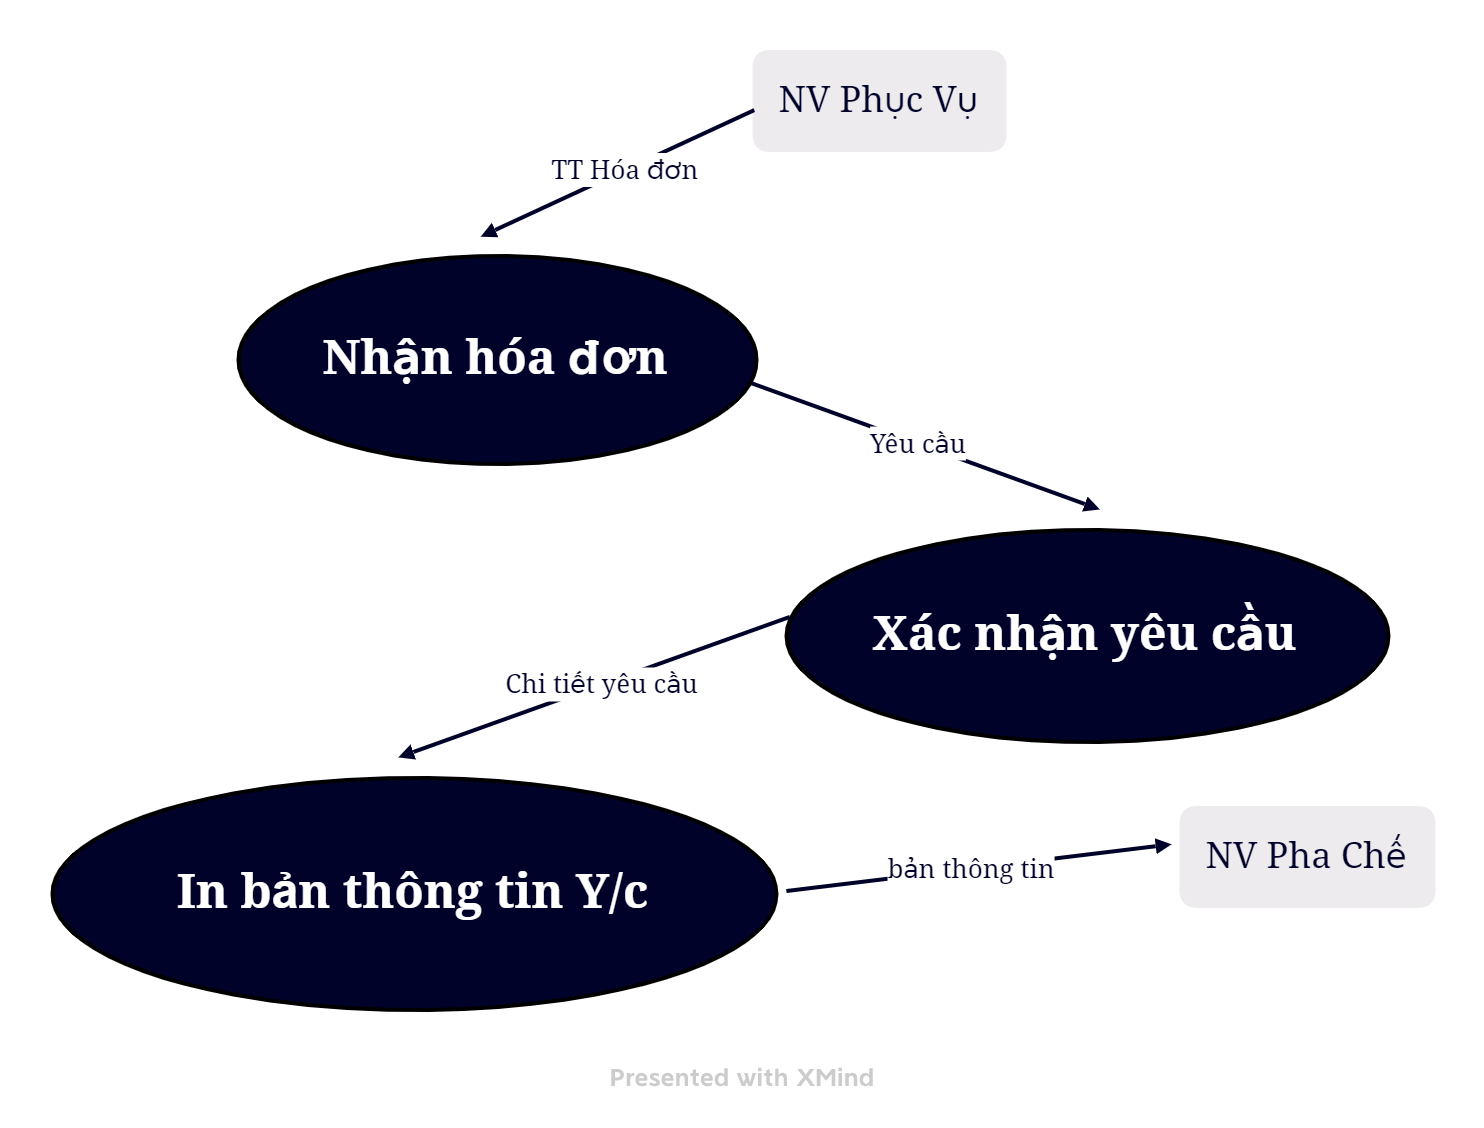 NV Phục Vụ
TT Hóa đơn
Nhận hóa đơn
Yêu cầu
Xác nhận yêu cầu
Chi tiết yêu cầu
In bản thông tin Y/c
bản thông tin
NV Pha Chế
Presented with XMind